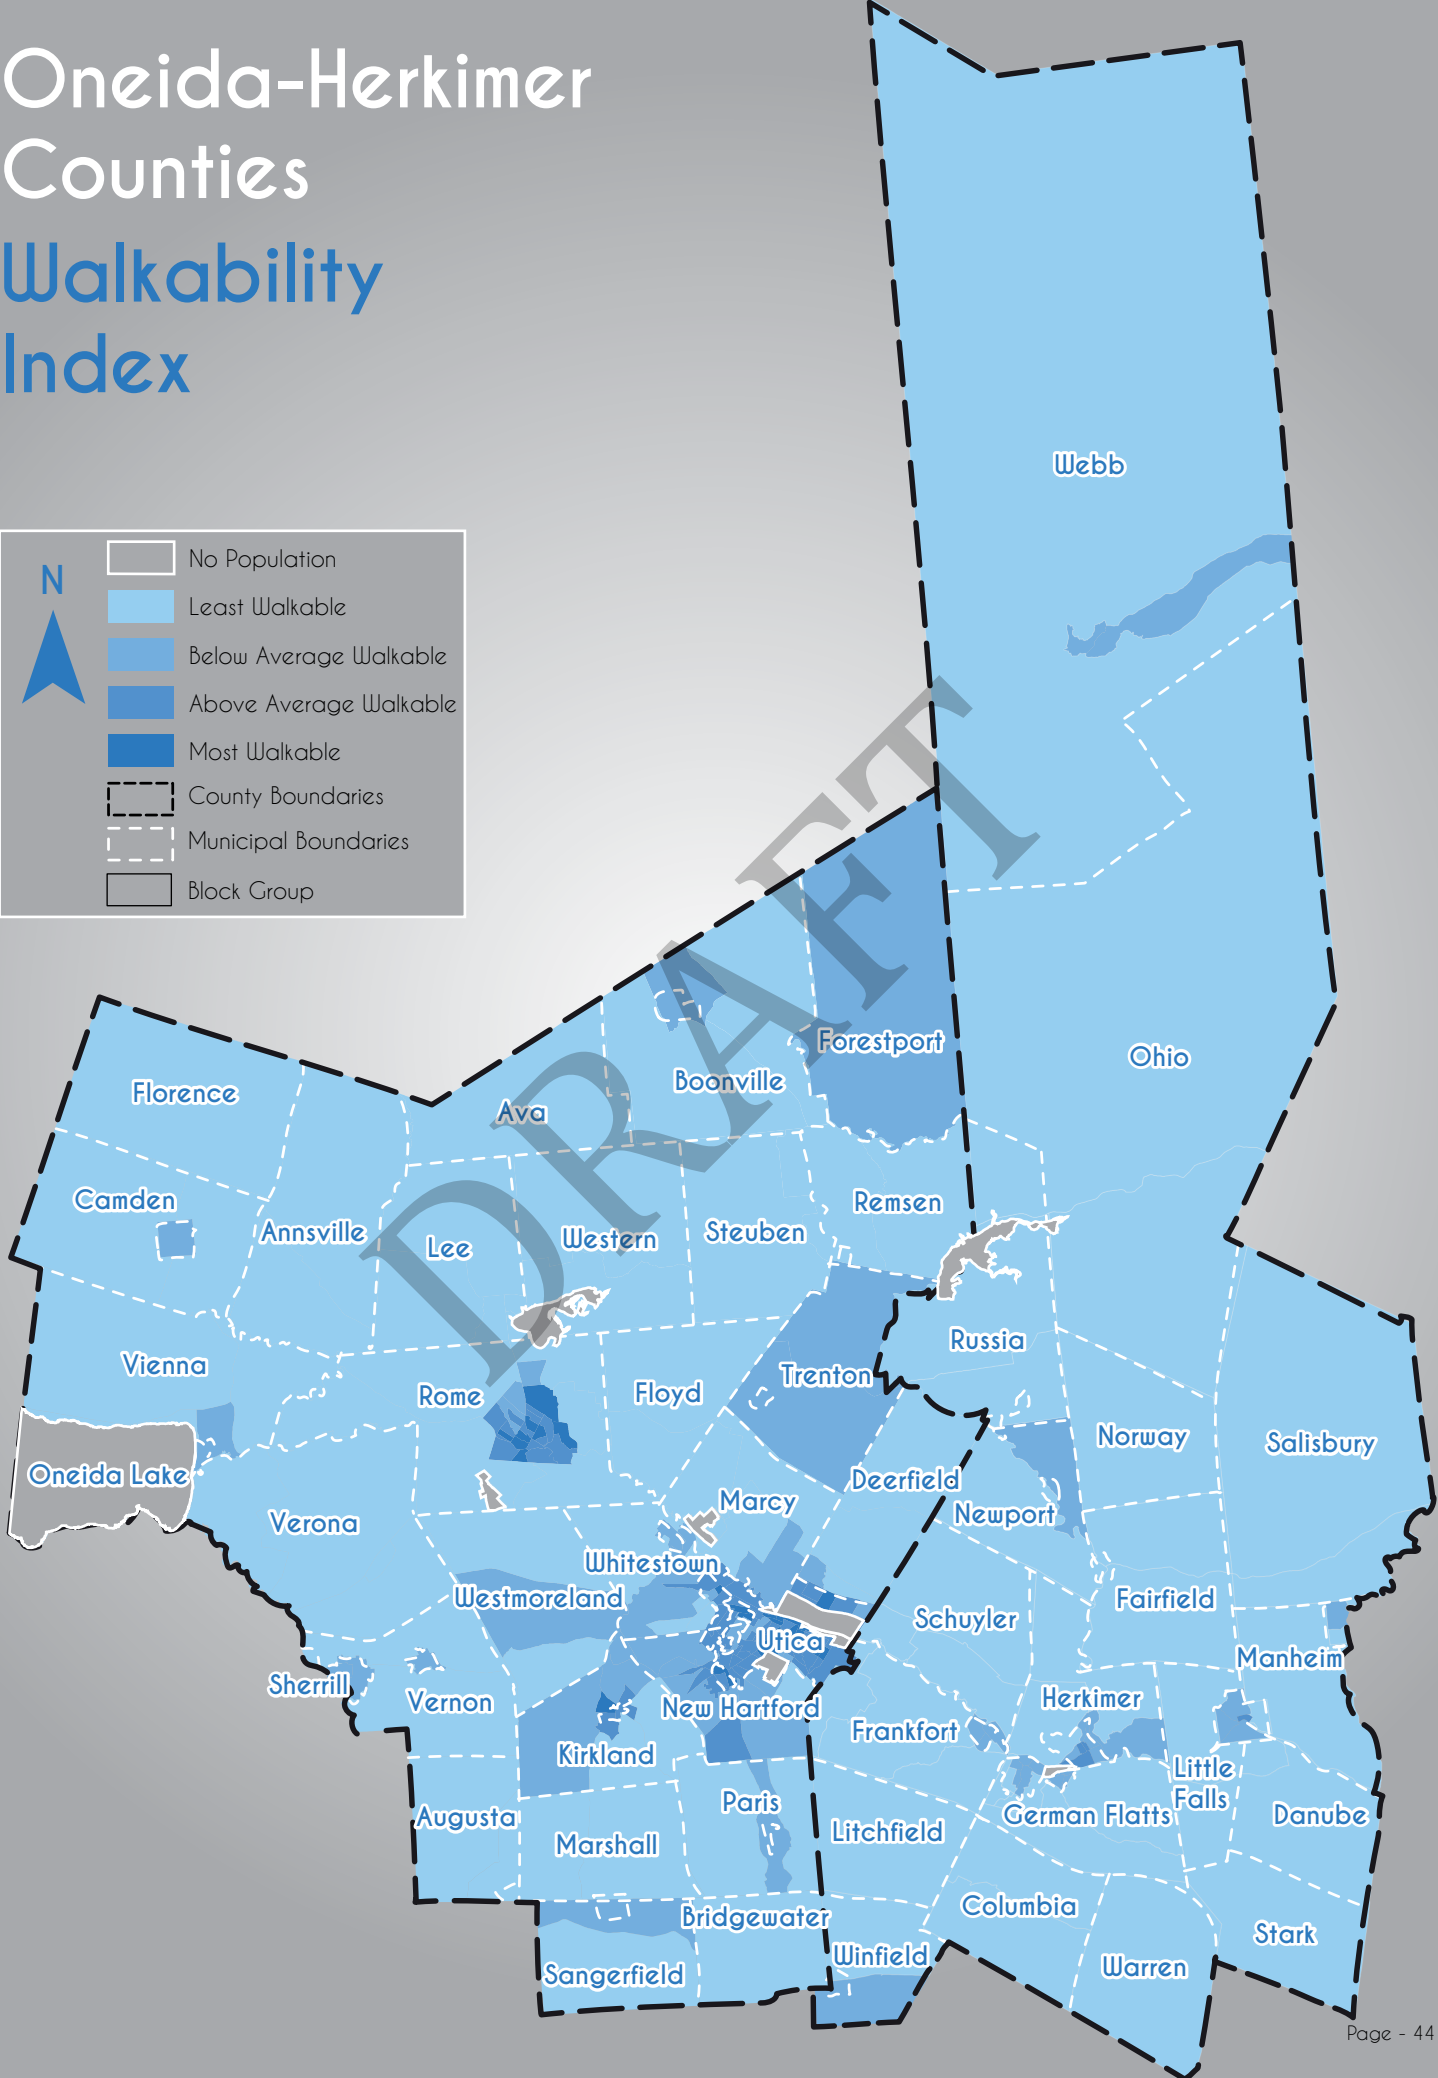 Oneida-Herkimer
Counties
Walkability
Index
N
No Population
Least Walkable
Below Average Walkable
Above Average Walkable
Most Walkable
County Boundaries
Municipal Boundaries
Block Group
DRAFT
Webb
Forestport
Ohio
Boonville
Florence
Ava
Camden
Annsville
Lee
Western
Steuben
Remsen
Russia
Vienna
Rome
Floyd
Trenton
Norway
Salisbury
Oneida Lake
Deerfield
Newport
Marcy
Verona
Whitestown
Westmoreland
Schuyler
Fairfield
Utica
Manheim
Sherrill
Vernon
New Hartford
Herkimer
Frankfort
Kirkland
Little
Falls
Augusta
Paris
German Flatts
Danube
Marshall
Litchfield
Bridgewater
Columbia
Stark
Winfield
Warren
Sangerfield
Page - 44